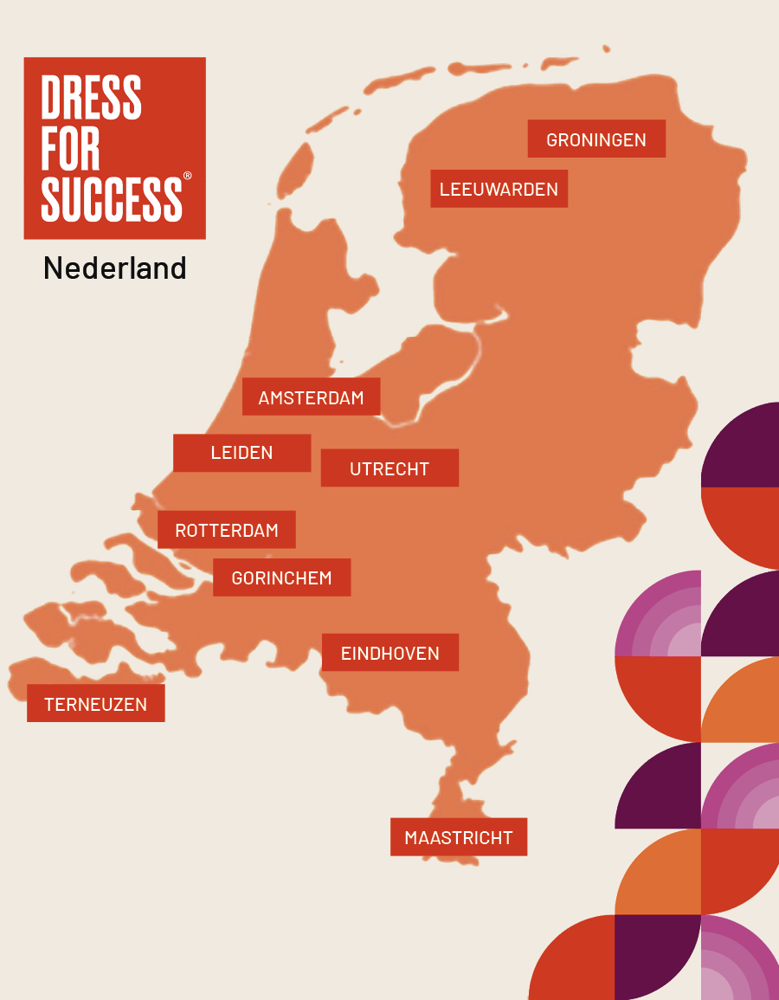 DRESS
FOR
SUCCESS®
Nederland
GRONINGEN
LEEUWARDEN
AMSTERDAM
LEIDEN
UTRECHT
ROTTERDAM
GORINCHEM
EINDHOVEN
TERNEUZEN
MAASTRICHT